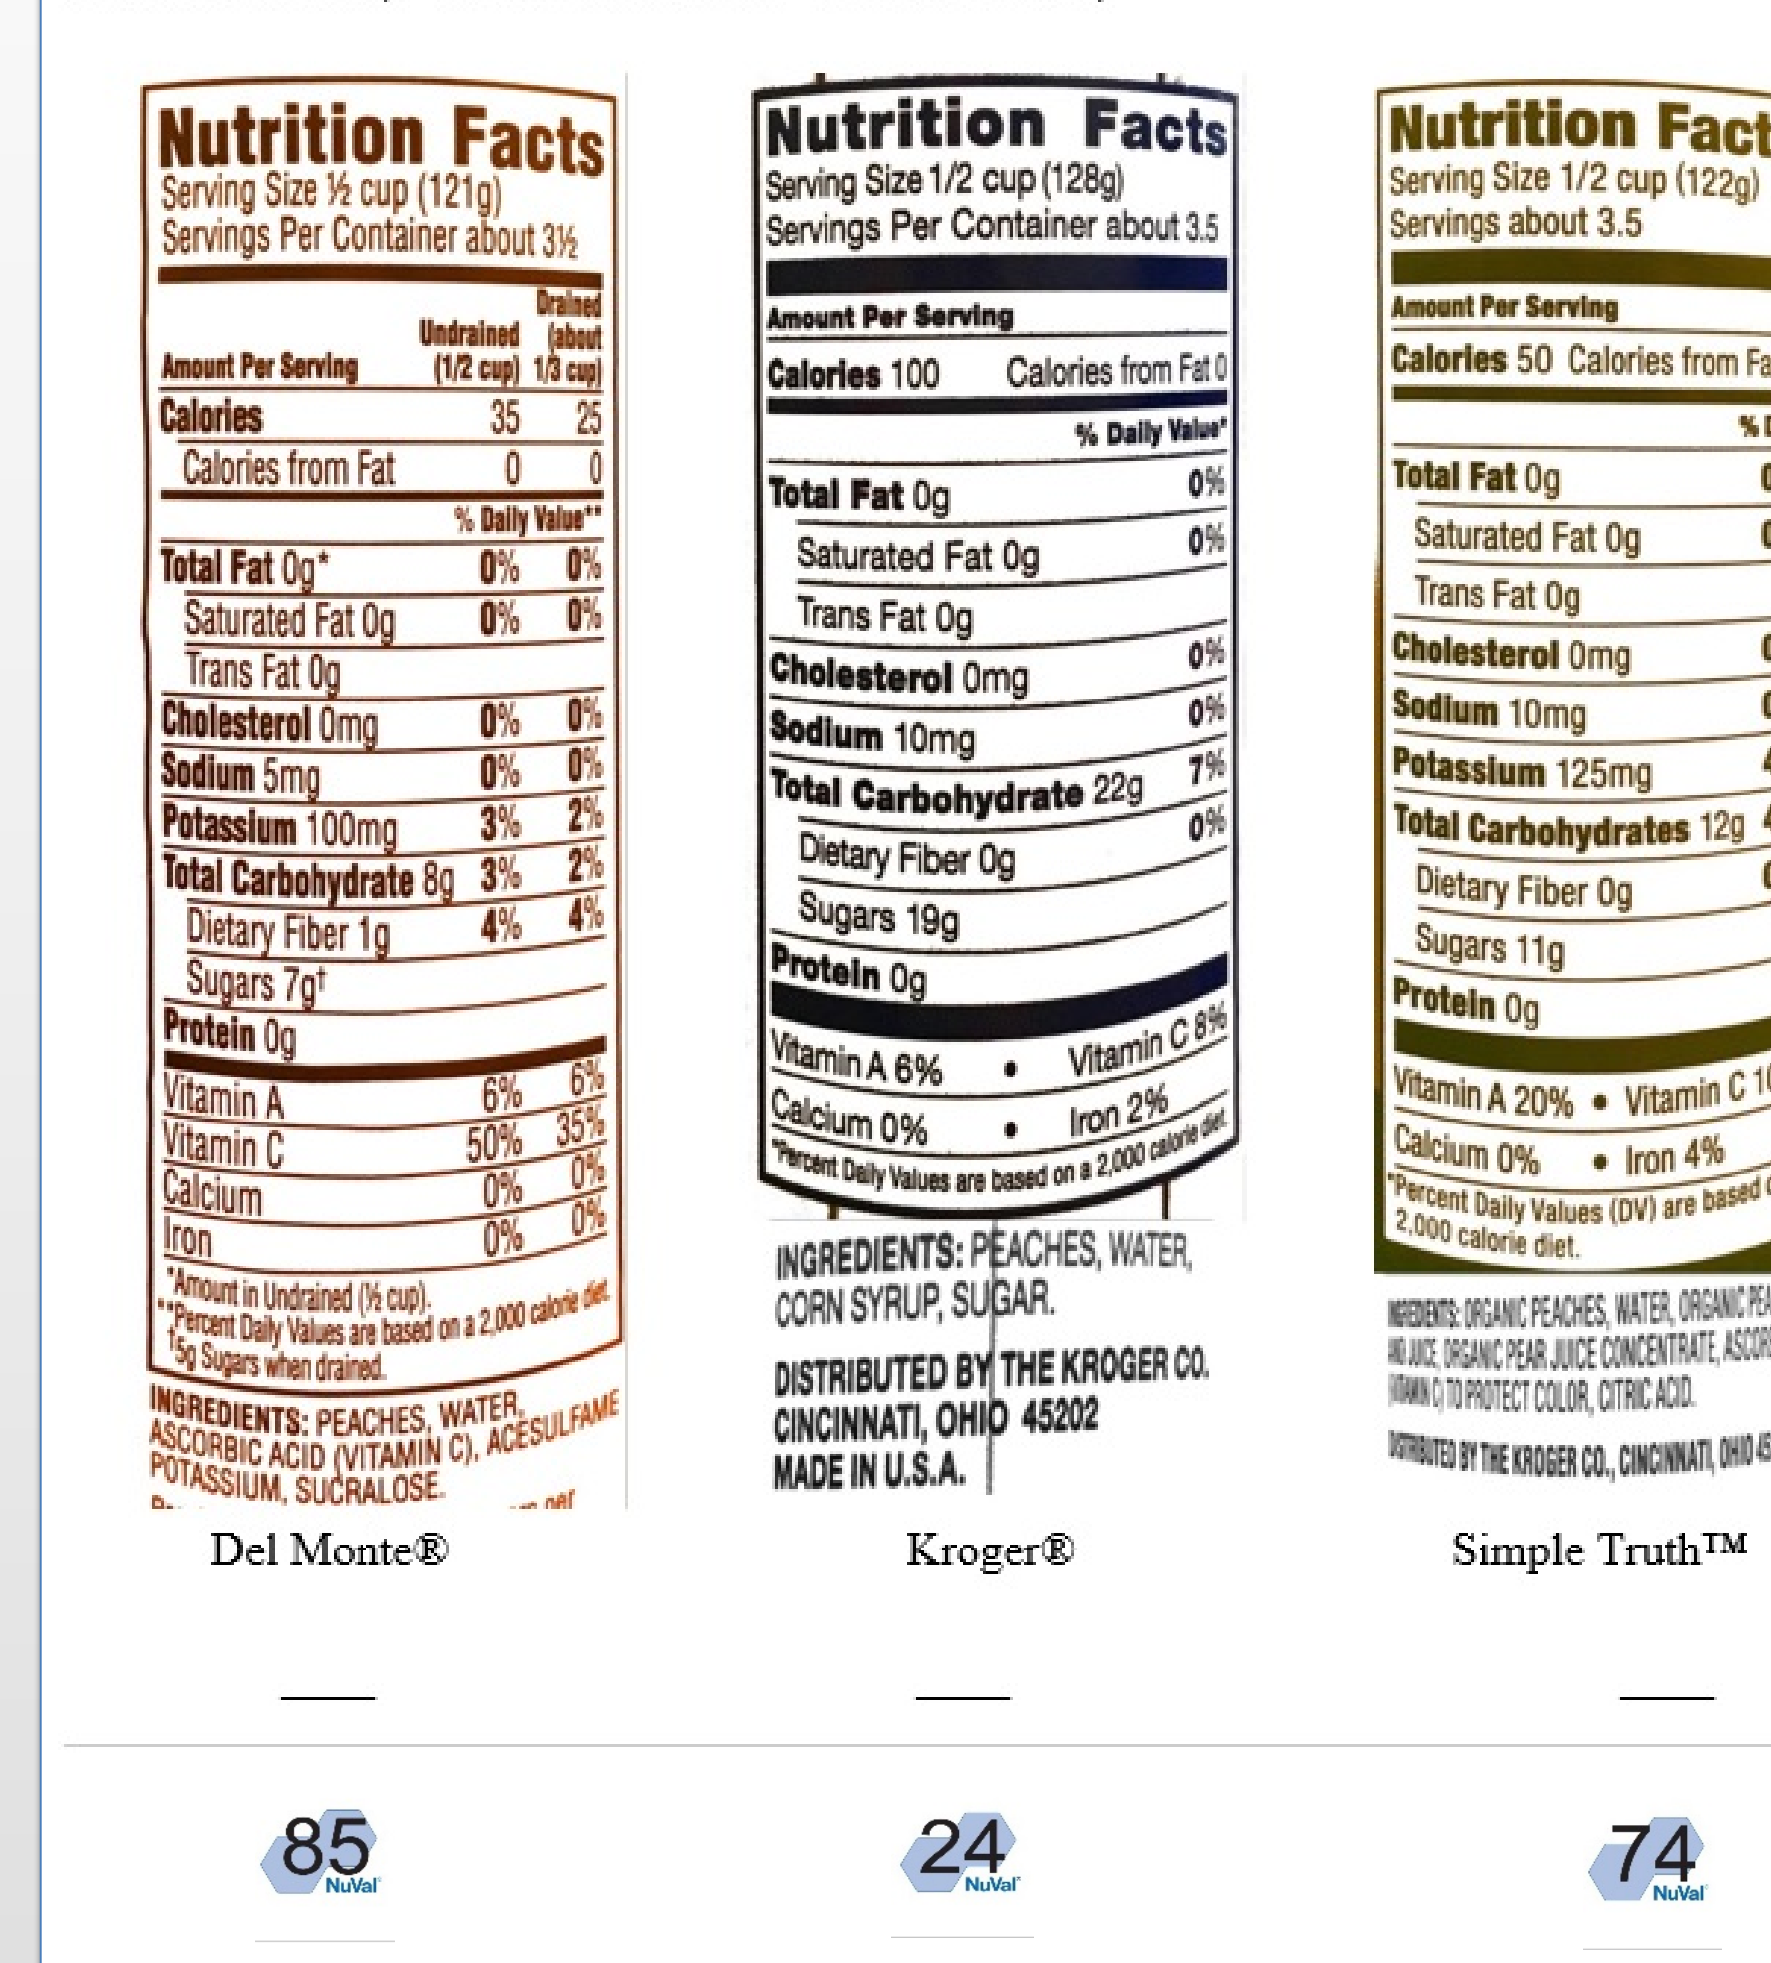 Nutrition Facts
Serving Size ½ cup (121g)
Servings Per Container about 3½
Amount Per Serving
Undrained (1/2 cup)
Drained (about 1/3 cup)
Calories 35 25
Calories from Fat 0 0
% Daily Value**
Total Fat 0g* 0% 0%
Saturated Fat 0g 0% 0%
Trans Fat 0g
Cholesterol 0mg 0% 0%
Sodium 5mg 0% 0%
Potassium 100mg 3% 2%
Total Carbohydrate 8g 3% 2%
Dietary Fiber 1g 4% 4%
Sugars 7g†
Protein 0g
Vitamin A 6% 6%
Vitamin C 50% 35%
Calcium 0% 0%
Iron 0% 0%
*Amount in Undrained (½ cup).
**Percent Daily Values are based on a 2,000 calorie diet.
†5g Sugars when drained.
INGREDIENTS: PEACHES, WATER,
ASCORBIC ACID (VITAMIN C), ACESULFAME
POTASSIUM, SUCRALOSE.
Del Monte®
85
NuVal
Nutrition Facts
Serving Size 1/2 cup (128g)
Servings Per Container about 3.5
Amount Per Serving
Calories 100 Calories from Fat 0
% Daily Value*
Total Fat 0g 0%
Saturated Fat 0g 0%
Trans Fat 0g
Cholesterol 0mg 0%
Sodium 10mg 0%
Total Carbohydrate 22g 7%
Dietary Fiber 0g 0%
Sugars 19g
Protein 0g
Vitamin A 6% • Vitamin C 8%
Calcium 0% • Iron 2%
*Percent Daily Values are based on a 2,000 calorie diet.
INGREDIENTS: PEACHES, WATER,
CORN SYRUP, SUGAR.
DISTRIBUTED BY THE KROGER CO.
CINCINNATI, OHIO 45202
MADE IN U.S.A.
Kroger®
24
NuVal
Nutrition Fact
Serving Size 1/2 cup (122g)
Servings about 3.5
Amount Per Serving
Calories 50 Calories from Fa
% D
Total Fat 0g
Saturated Fat 0g
Trans Fat 0g
Cholesterol 0mg
Sodium 10mg
Potassium 125mg
Total Carbohydrates 12g
Dietary Fiber 0g
Sugars 11g
Protein 0g
Vitamin A 20% • Vitamin C 10
Calcium 0% • Iron 4%
*Percent Daily Values (DV) are based
2,000 calorie diet.
INGREDIENTS: ORGANIC PEACHES, WATER, ORGANIC PEA
AND JUICE, ORGANIC PEAR JUICE CONCENTRATE, ASCOR
(VITAMIN C) TO PROTECT COLOR, CITRIC ACID.
DISTRIBUTED BY THE KROGER CO., CINCINNATI, OHIO 45
Simple Truth™
74
NuVal